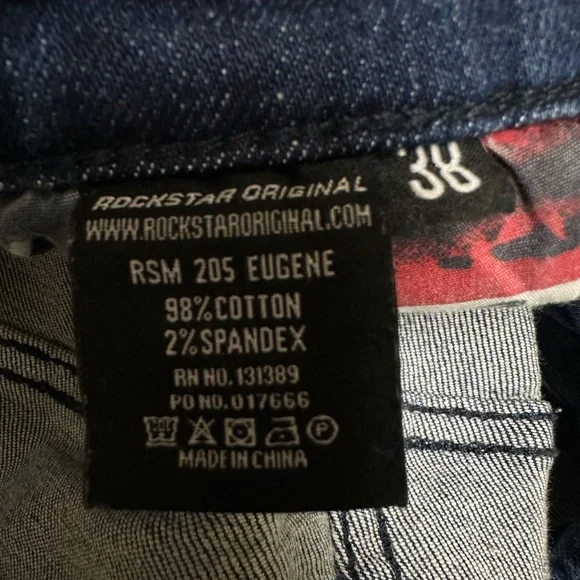 38
ROCKSTAR ORIGINAL
WWW.ROCKSTARORIGINAL.COM
RSM 205 EUGENE
98% COTTON
2% SPANDEX
RN NO. 131389
PO NO. 017666
P
MADE IN CHINA